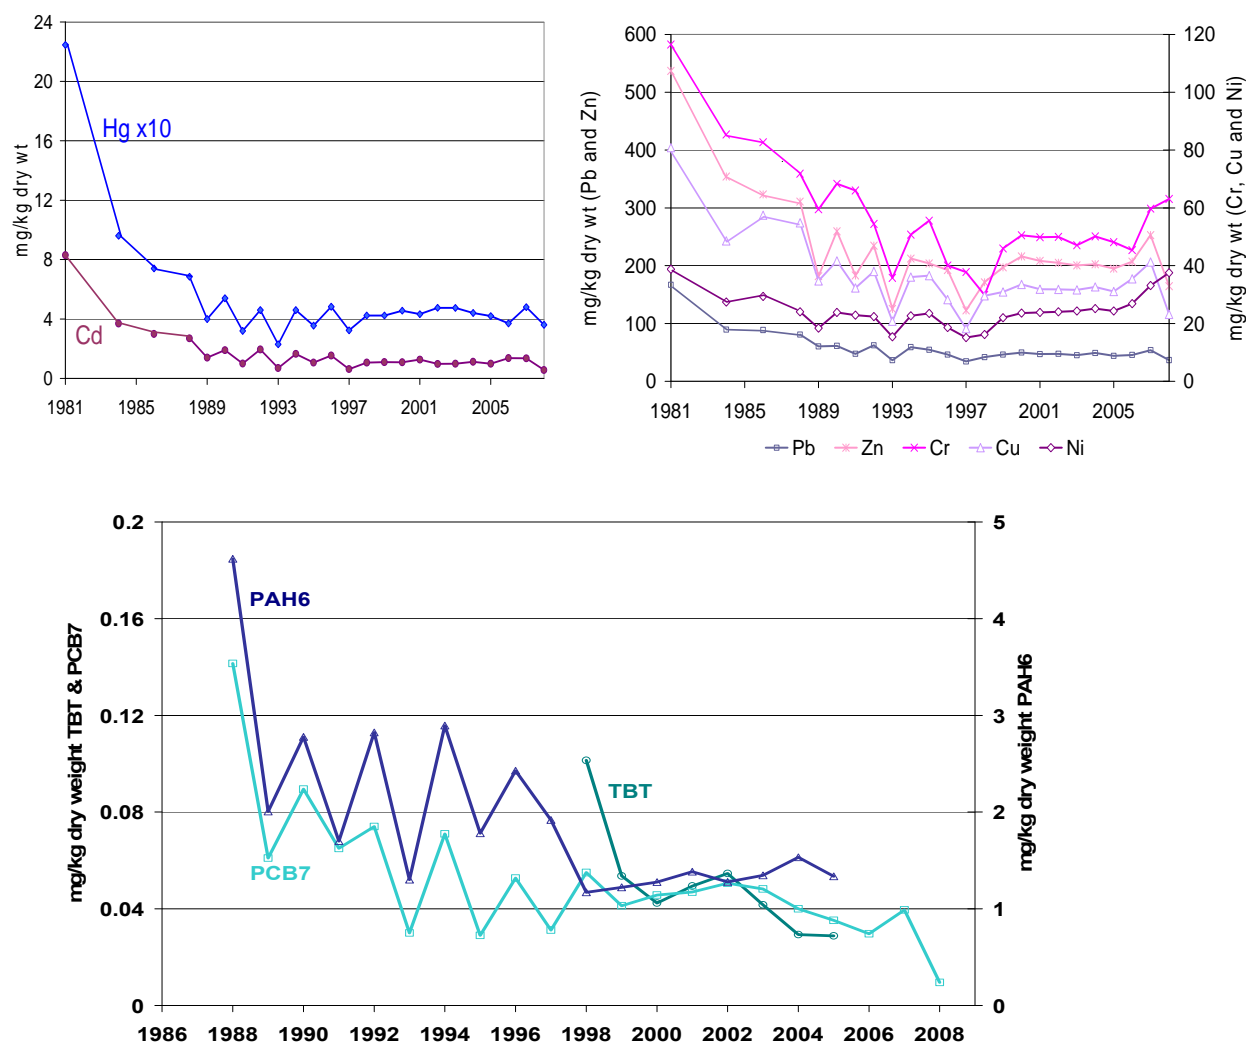 24
20
16
12
8
4
0
mg/kg dry wt
Hg x10
Cd
1981 1985 1989 1993 1997 2001 2005
600
500
400
300
200
100
0
mg/kg dry wt (Pb and Zn)
120
100
80
60
40
20
0
mg/kg dry wt (Cr, Cu and Ni)
1981 1985 1989 1993 1997 2001 2005
Pb Zn Cr Cu Ni
0.2
0.16
0.12
0.08
0.04
0
mg/kg dry weight TBT & PCB7
PAH6
PCB7
TBT
5
4
3
2
1
0
mg/kg dry weight PAH6
1986 1988 1990 1992 1994 1996 1998 2000 2002 2004 2006 2008